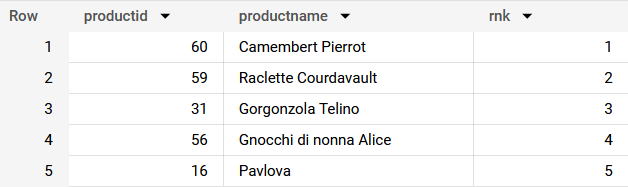 Row productid productname rnk
1 60 Camembert Pierrot 1
2 59 Raclette Courdavault 2
3 31 Gorgonzola Telino 3
4 56 Gnocchi di nonna Alice 4
5 16 Pavlova 5